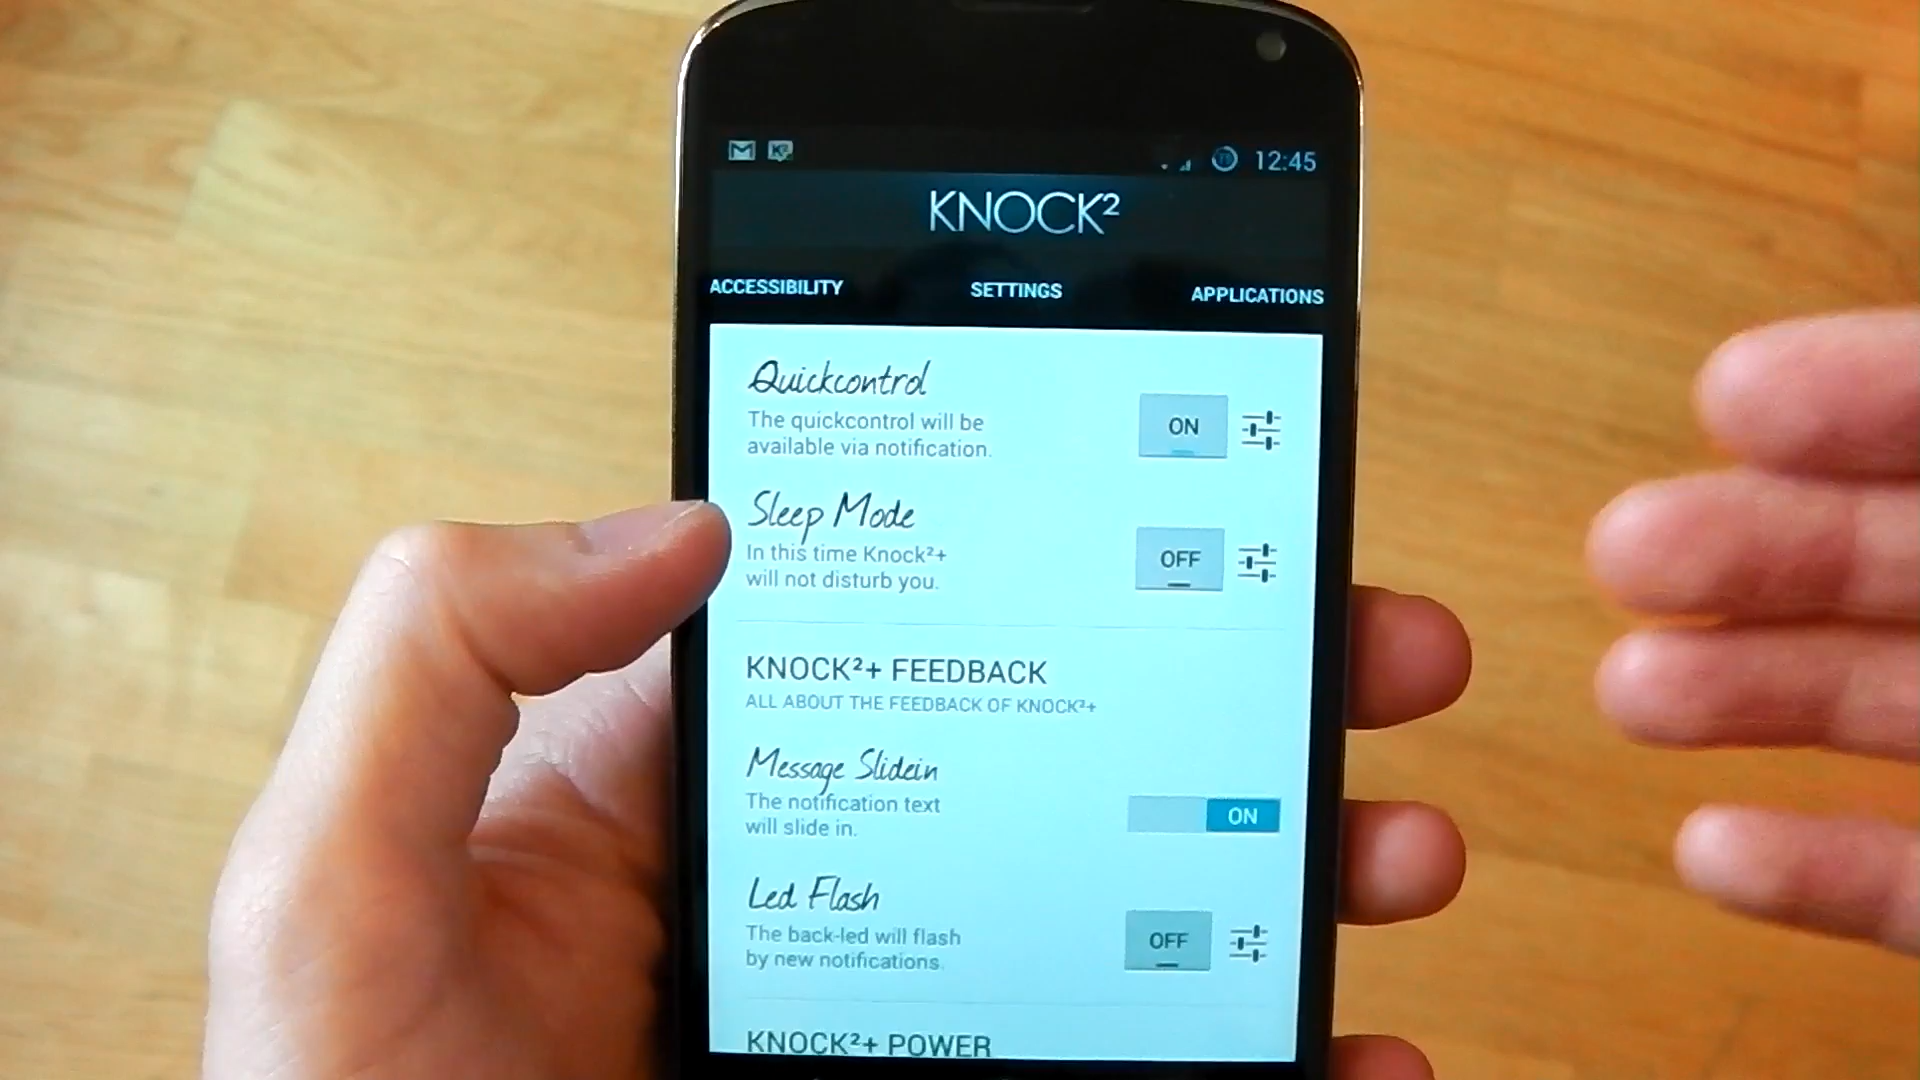 12:45
KNOCK²
ACCESSIBILITY SETTINGS APPLICATIONS
Quickcontrol
The quickcontrol will be
available via notification.
ON
Sleep Mode
In this time Knock²+
will not disturb you.
OFF
KNOCK²+ FEEDBACK
ALL ABOUT THE FEEDBACK OF KNOCK²+
Message Slidein
The notification text
will slide in.
ON
Led Flash
The back-led will flash
by new notifications.
OFF
KNOCK²+ POWER